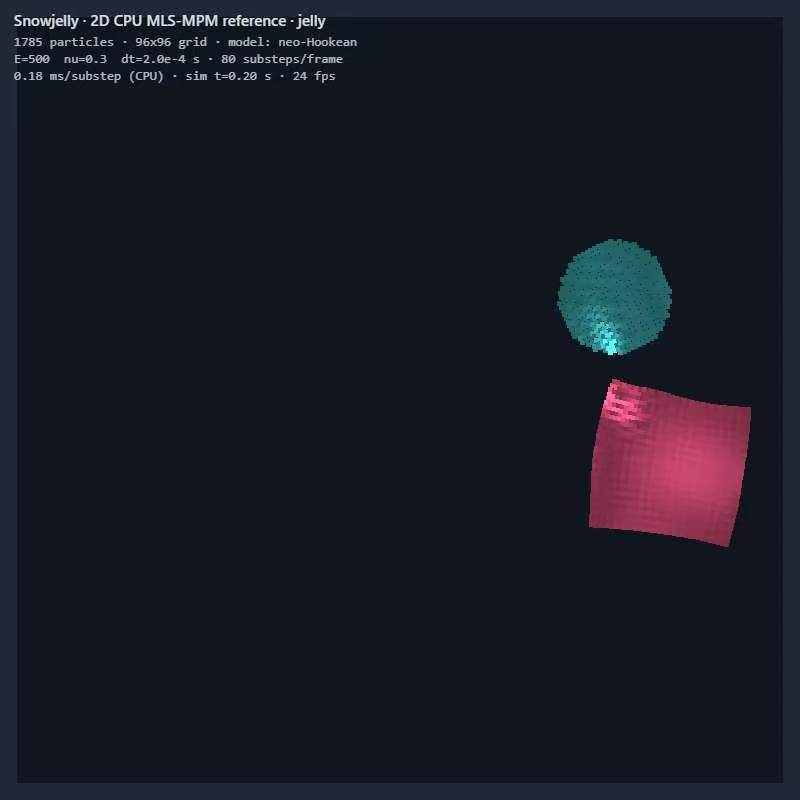 Snowjelly · 2D CPU MLS-MPM reference · jelly
1785 particles · 96x96 grid · model: neo-Hookean
E=500  nu=0.3  dt=2.0e-4 s · 80 substeps/frame
0.18 ms/substep (CPU) · sim t=0.20 s · 24 fps